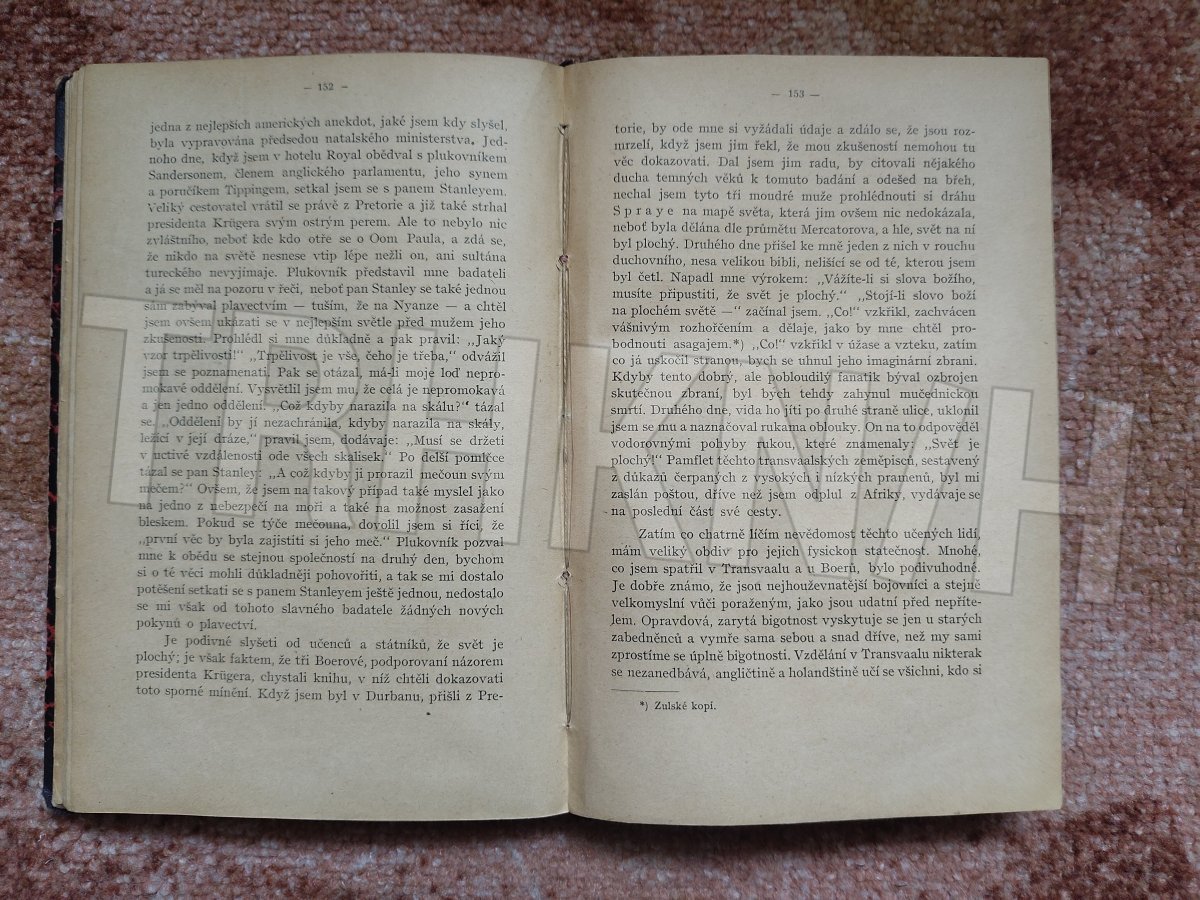 — 152 —
jedna z nejlepších amerických anekdot, jaké jsem kdy slyšel,
byla vypravována předsedou natalského ministerstva. Jed-
noho dne, když jsem v hotelu Royal obědval s plukovníkem
Sandersonem, členem anglického parlamentu, jeho synem
a poručíkem Tippingem, setkal jsem se s panem Stanleyem.
Veliký cestovatel vrátil se právě z Pretorie a již také strhal
presidenta Krügera svým ostrým perem. Ale to nebylo nic
zvláštního, neboť kde kdo otře se o Oom Paula, a zdá se,
že nikdo na světě nesnese vtip lépe nežli on, ani sultána
tureckého nevyjímaje. Plukovník představil mne badateli
a já se měl na pozoru v řeči, neboť pan Stanley se také jednou
sám zabýval plavectvím — tuším, že na Nyanze — a chtěl
jsem ovšem ukázati se v nejlepším světle před mužem jeho
zkušenosti. Prohlédl si mne důkladně a pak pravil: „Jaký
vzor trpělivosti!“ „Trpělivost je vše, čeho je třeba,“ odvážil
jsem se poznamenati. Pak se otázal, má-li moje loď nepro-
mokavé oddělení. Vysvětlil jsem mu, že celá je nepromokavá
a jen jedno oddělení. „Což kdyby narazila na skálu?“ tázal
se. „Oddělení by jí nezachránila, kdyby narazila na skály,
ležící v její dráze,“ pravil jsem, dodávaje: „Musí se držeti
v uctivé vzdálenosti ode všech skalisek.“ Po delší pomlčce
tázal se pan Stanley: „A což kdyby ji prorazil mečoun svým
mečem?“ Ovšem, že jsem na takový případ také myslel jako
na jedno z nebezpečí na moři a také na možnost zasažení
bleskem. Pokud se týče mečouna, dovolil jsem si říci, že
„první věc by byla zajistiti si jeho meč.“ Plukovník pozval
mne k obědu se stejnou společností na druhý den, bychom
si o té věci mohli důkladněji pohovořiti, a tak se mi dostalo
potěšení setkati se s panem Stanleyem ještě jednou, nedostalo
se mi však od tohoto slavného badatele žádných nových
pokynů o plavectví.
Je podivné slyšeti od učenců a státníků, že svět je
plochý; je však faktem, že tři Boerové, podporovaní názorem
presidenta Krügera, chystali knihu, v níž chtěli dokazovati
toto sporné mínění. Když jsem byl v Durbanu, přišli z Pre-
— 153 —
torie, by ode mne si vyžádali údaje a zdálo se, že jsou roz-
mrzelí, když jsem jim řekl, že mou zkušeností nemohou tu
věc dokazovati. Dal jsem jim radu, by citovali nějakého
ducha temných věků k tomuto badání a odešed na břeh,
nechal jsem tyto tři moudré muže prohlédnouti si dráhu
Spraye na mapě světa, která jim ovšem nic nedokázala,
neboť byla dělána dle průmětu Mercatorova, a hle, svět na ní
byl plochý. Druhého dne přišel ke mně jeden z nich v rouchu
duchovního, nesa velikou bibli, nelišící se od té, kterou jsem
byl četl. Napadl mne výrokem: „Vážíte-li si slova božího,
musíte připustiti, že svět je plochý.“ „Stojí-li slovo boží
na plochém světě —“ začínal jsem. „Co!“ vzkřikl, zachvácen
vášnivým rozhořčením a dělaje, jako by mne chtěl pro-
bodnouti asagajem.*) „Co!“ vzkřikl v úžase a vzteku, zatím
co já uskočil stranou, bych se uhnul jeho imaginární zbrani.
Kdyby tento dobrý, ale pobloudilý fanatik býval ozbrojen
skutečnou zbraní, byl bych tehdy zahynul mučednickou
smrtí. Druhého dne, vida ho jíti po druhé straně ulice, uklonil
jsem se mu a naznačoval rukama oblouky. On na to odpověděl
vodorovnými pohyby rukou, které znamenaly: „Svět je
plochý!“ Pamflet těchto transvaalských zeměpisců, sestavený
z důkazů čerpaných z vysokých i nízkých pramenů, byl mi
zaslán poštou, dříve než jsem odplul z Afriky, vydávaje se
na poslední část své cesty.
Zatím co chatrně líčím nevědomost těchto učených lidí,
mám veliký obdiv pro jejich fysickou statečnost. Mnohé,
co jsem spatřil v Transvaalu a u Boerů, bylo podivuhodné.
Je dobře známo, že jsou nejhouževnatější bojovníci a stejně
velkomyslní vůči poraženým, jako jsou udatní před nepříte-
lem. Opravdová, zarytá bigotnost vyskytuje se jen u starých
zabedněnců a vymře sama sebou a snad dříve, než my sami
zprostíme se úplně bigotnosti. Vzdělání v Transvaalu nikterak
se nezanedbává, angličtině a holandštině učí se všichni, kdo si
*) Zulské kopí.
TRHKNIH